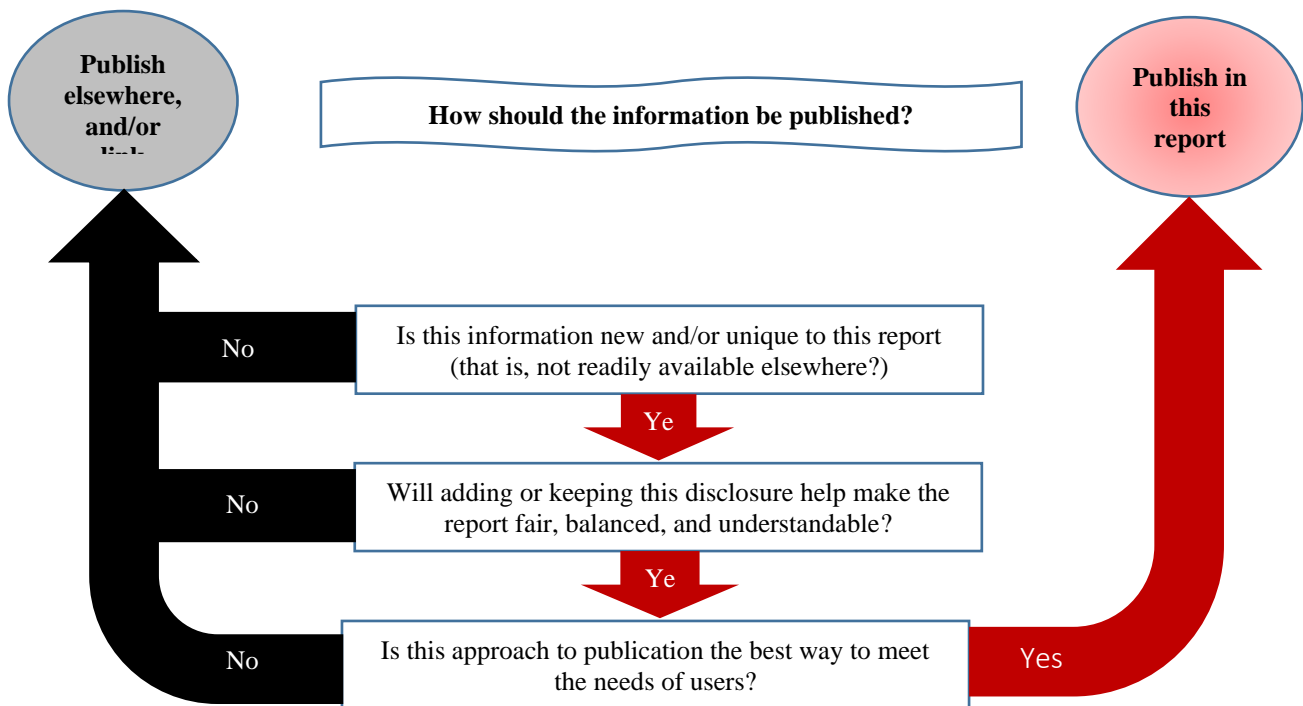 Publish
elsewhere,
and/or
How should the information be published?
Publish in
this
report
Is this information new and/or unique to this report
(that is, not readily available elsewhere?)
No
Ye
Will adding or keeping this disclosure help make the
report fair, balanced, and understandable?
No
Ye
Is this approach to publication the best way to meet
the needs of users?
No
Yes